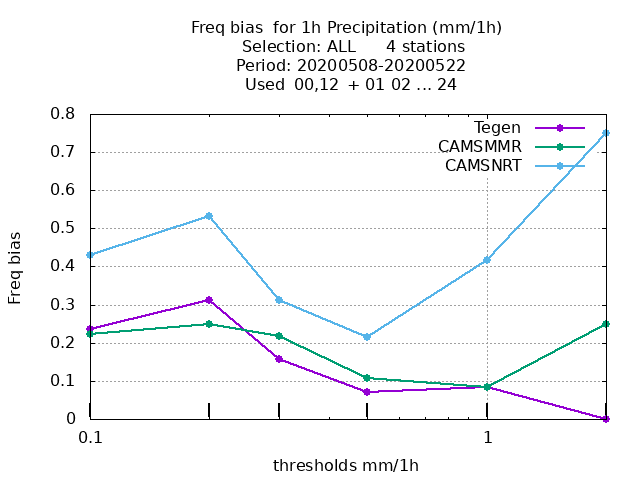 Freq bias  for 1h Precipitation (mm/1h)
Selection: ALL      4 stations
Period: 20200508-20200522
Used  00,12  + 01 02 ... 24
Tegen
CAMSMMR
CAMSNRT
0.8
0.7
0.6
0.5
0.4
0.3
0.2
0.1
0
Freq bias
0.1
1
thresholds mm/1h